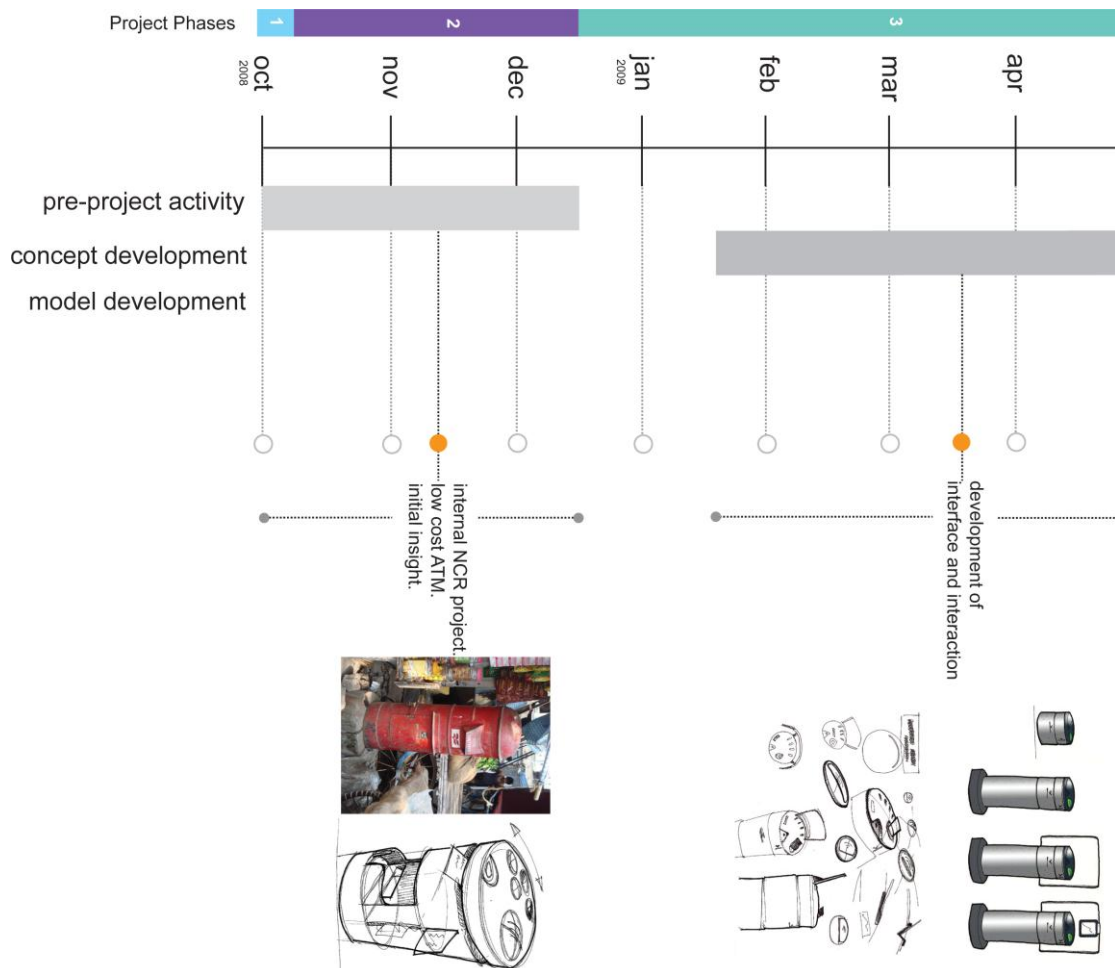 Project Phases
1
2
3
oct
2008
nov
dec
jan
2009
feb
mar
apr
pre-project activity
concept development
model development
internal NCR project.
low cost ATM.
initial insight.
development of
interface and interaction